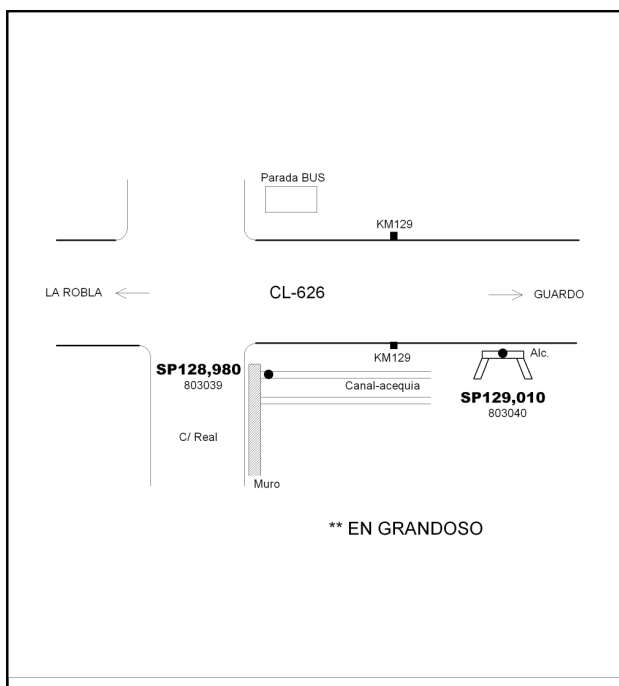 Parada BUS
KM129
LA ROBLA
CL-626
GUARDO
KM129
Alc.
SP128,980
803039
Canal-acequia
SP129,010
803040
C/ Real
Muro
** EN GRANDOSO